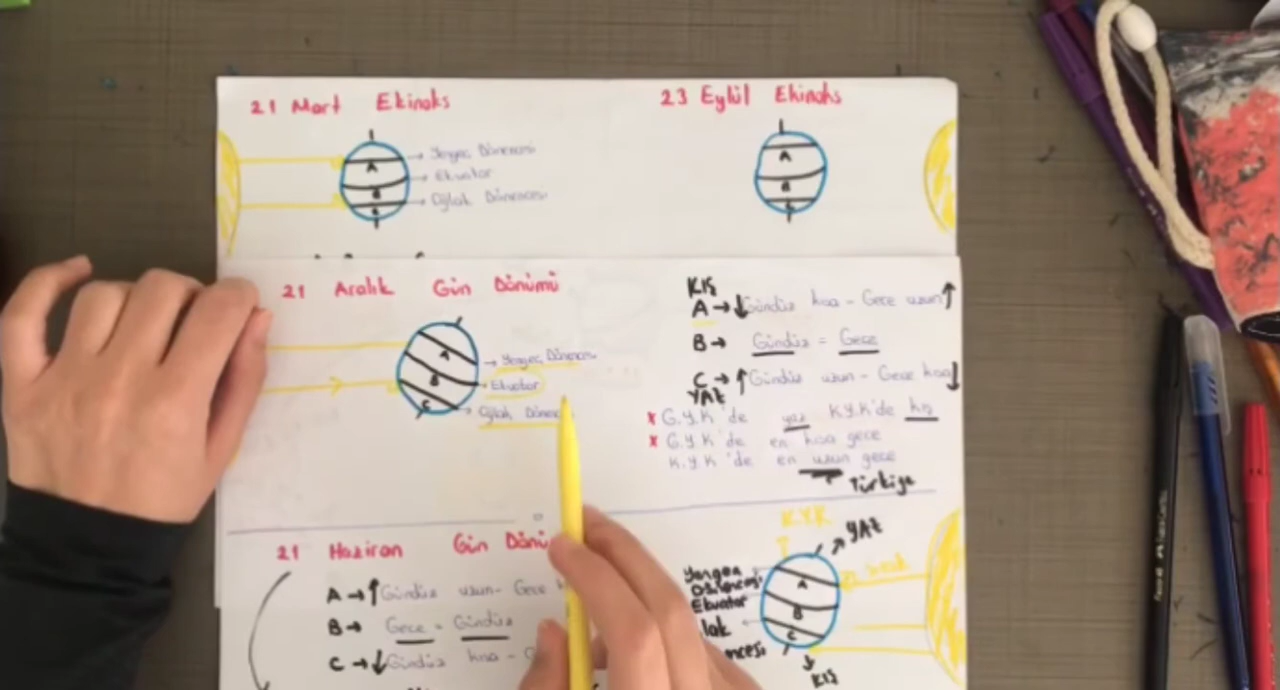 21 Mart Ekinoks
A
B
C
Yengeç Dönencesi
Ekvator
Oğlak Dönencesi
23 Eylül Ekinoks
A
B
C
21 Aralık Gün Dönümü
A
B
C
Yengeç Dönencesi
Ekvator
Oğlak
KIŞ
A → ↓ Gündüz kısa - Gece uzun ↑
B → Gündüz = Gece
C → ↑ Gündüz uzun - Gece kısa ↓
YAZ
x G.Y.K 'de yaz K.Y.K'de kış
x G.Y.K 'de en kısa gece
K.Y.K 'de en uzun gece
Türkiye
21 Haziran Gün
A → ↑ Gündüz uzun - Gece
B → Gece = Gündüz
C → ↓ Gündüz kısa -
KYK
YAZ
Yengeç
Dönencesi
Ekvator
A
B
C
KIŞ